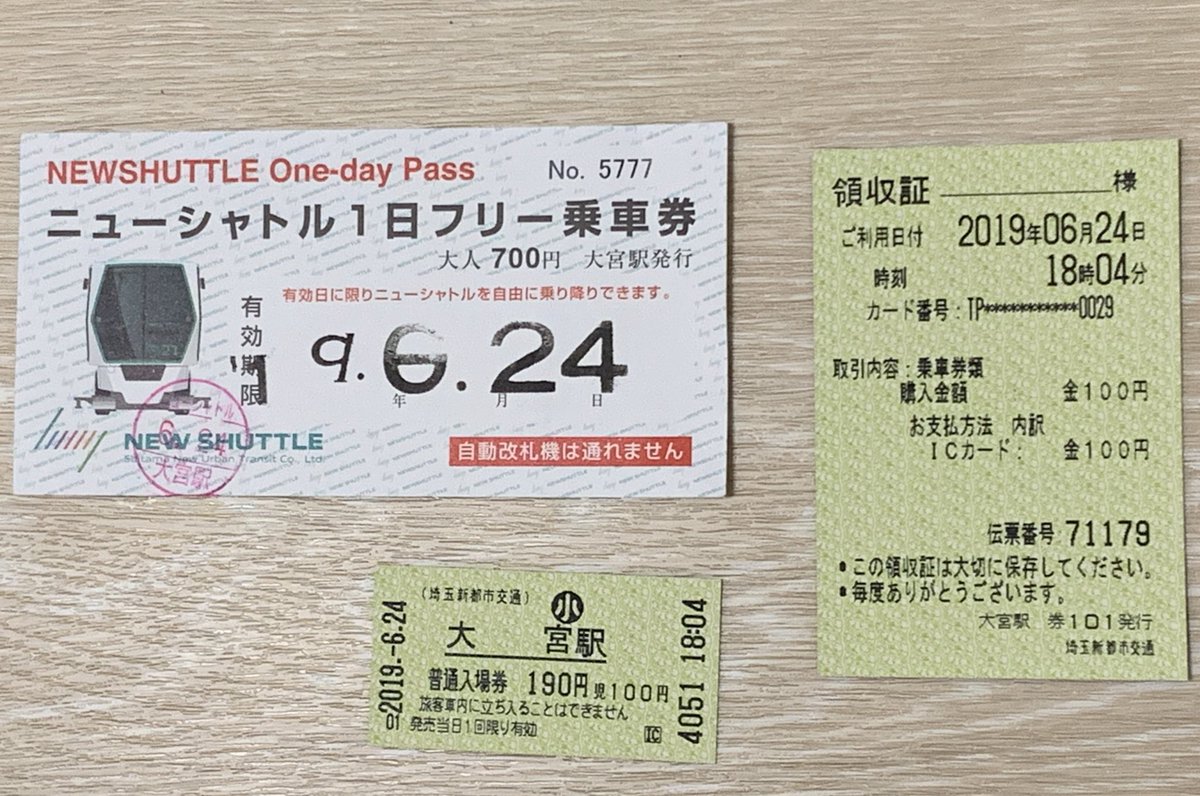 NEWSHUTTLE One-day Pass No. 5777
ニューシャトル1日フリー乗車券
大人 700円 大宮駅発行
有効日に限りニューシャトルを自由に乗り降りできます。
有効期限
9.6.24
年 月 日
NEW SHUTTLE
Saitama New Urban Transit Co., Ltd.
大宮駅
自動改札機は通れません
領収証 様
ご利用日付 2019年06月24日
時刻 18時04分
カード番号:TP***********0029
取引内容:乗車券類
購入金額 : 金100円
お支払方法 内訳
ICカード: 金100円
伝票番号 71179
•この領収証は大切に保存してください。
•毎度ありがとうございます。
大宮駅 券101発行
埼玉新都市交通
(埼玉新都市交通) 小
大 宮駅
普通入場券 190円 児100円
旅客車内に立ち入ることはできません
発売当日1回限り有効
IC
01 2019.-6.24
4051 18:04